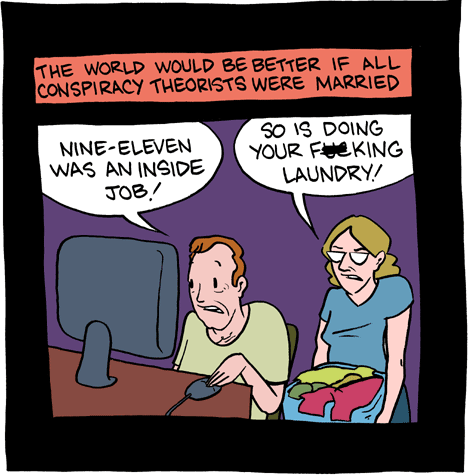 THE WORLD WOULD BE BETTER IF ALL
CONSPIRACY THEORISTS WERE MARRIED
NINE-ELEVEN
WAS AN INSIDE
JOB!
SO IS DOING
YOUR F██KING
LAUNDRY!